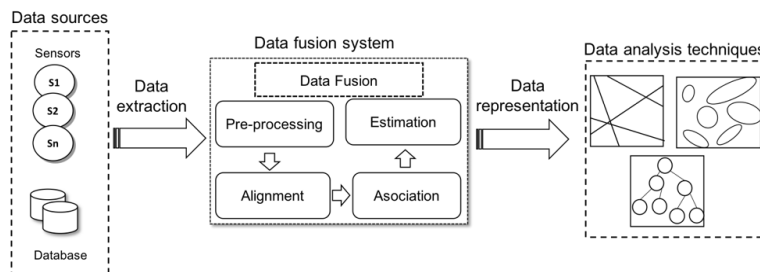 Data sources
Sensors
S1
S2
Sn
Database
Data
extraction
Data fusion system
Data Fusion
Pre-processing
Estimation
Alignment
Asociation
Data
representation
Data analysis techniques